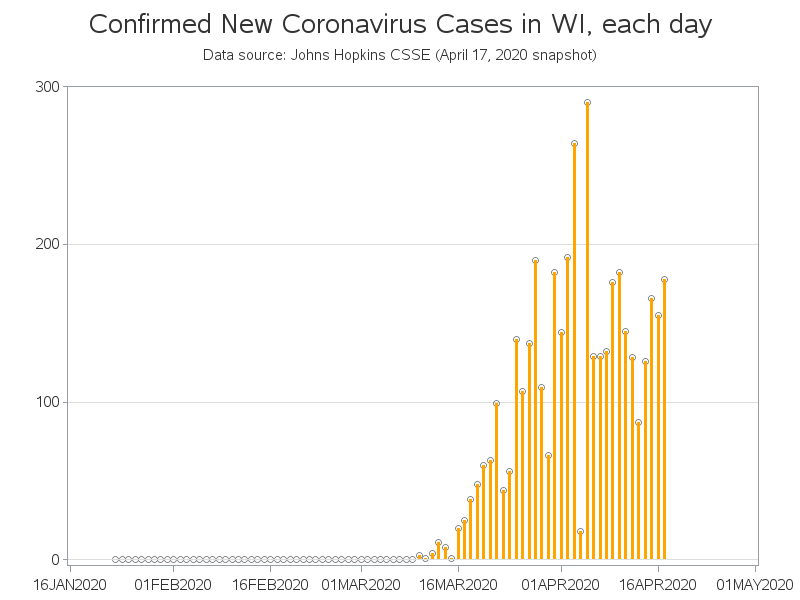 Confirmed New Coronavirus Cases in WI, each day
Data source: Johns Hopkins CSSE (April 17, 2020 snapshot)
300
200
100
0
16JAN2020 01FEB2020 16FEB2020 01MAR2020 16MAR2020 01APR2020 16APR2020 01MAY2020